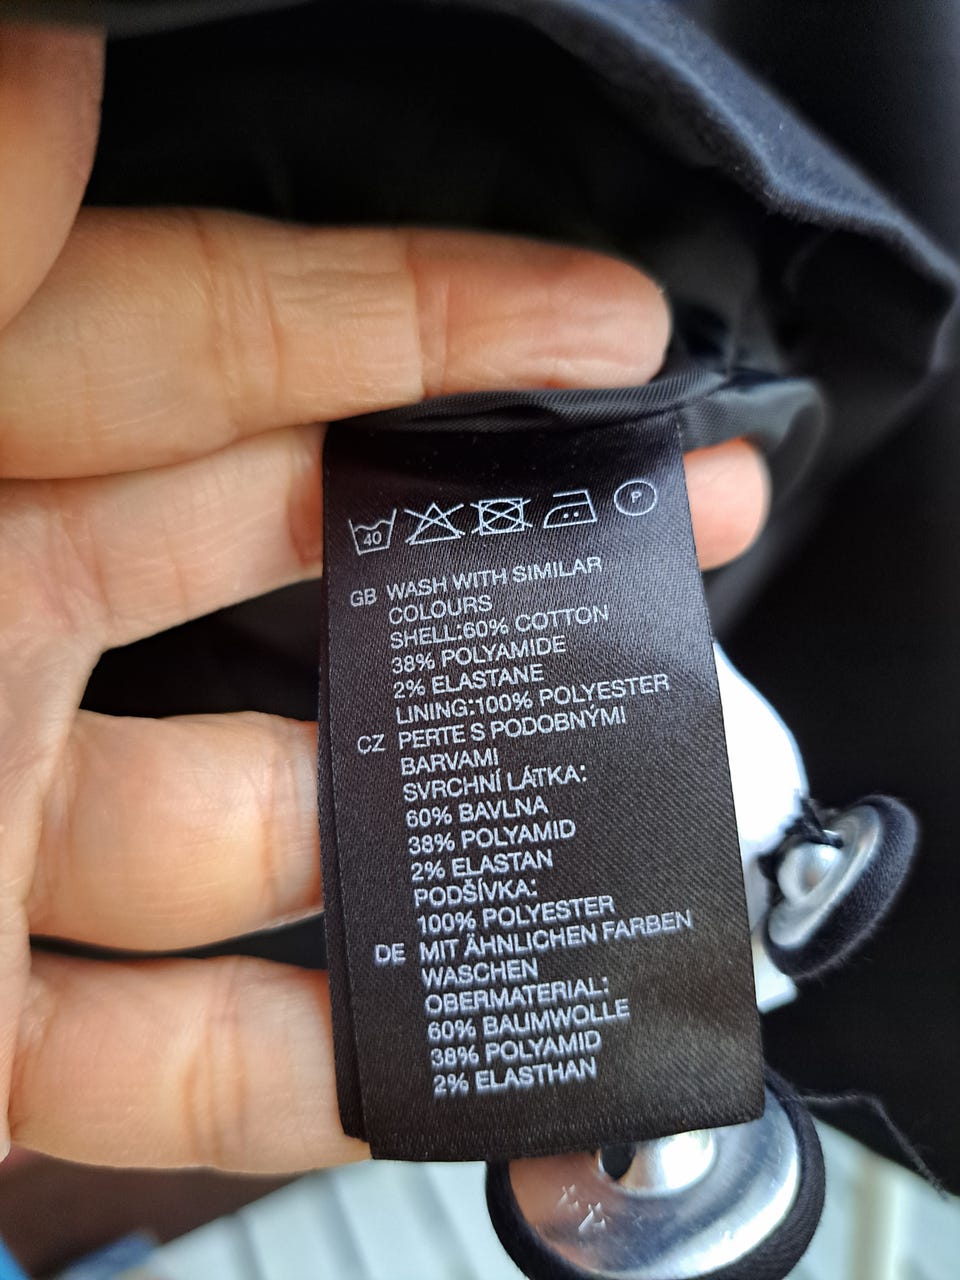 40 P
GB WASH WITH SIMILAR
COLOURS
SHELL:60% COTTON
38% POLYAMIDE
2% ELASTANE
LINING:100% POLYESTER
CZ PERTE S PODOBNÝMI
BARVAMI
SVRCHNÍ LÁTKA:
60% BAVLNA
38% POLYAMID
2% ELASTAN
PODŠÍVKA:
100% POLYESTER
DE MIT ÄHNLICHEN FARBEN
WASCHEN
OBERMATERIAL:
60% BAUMWOLLE
38% POLYAMID
2% ELASTHAN